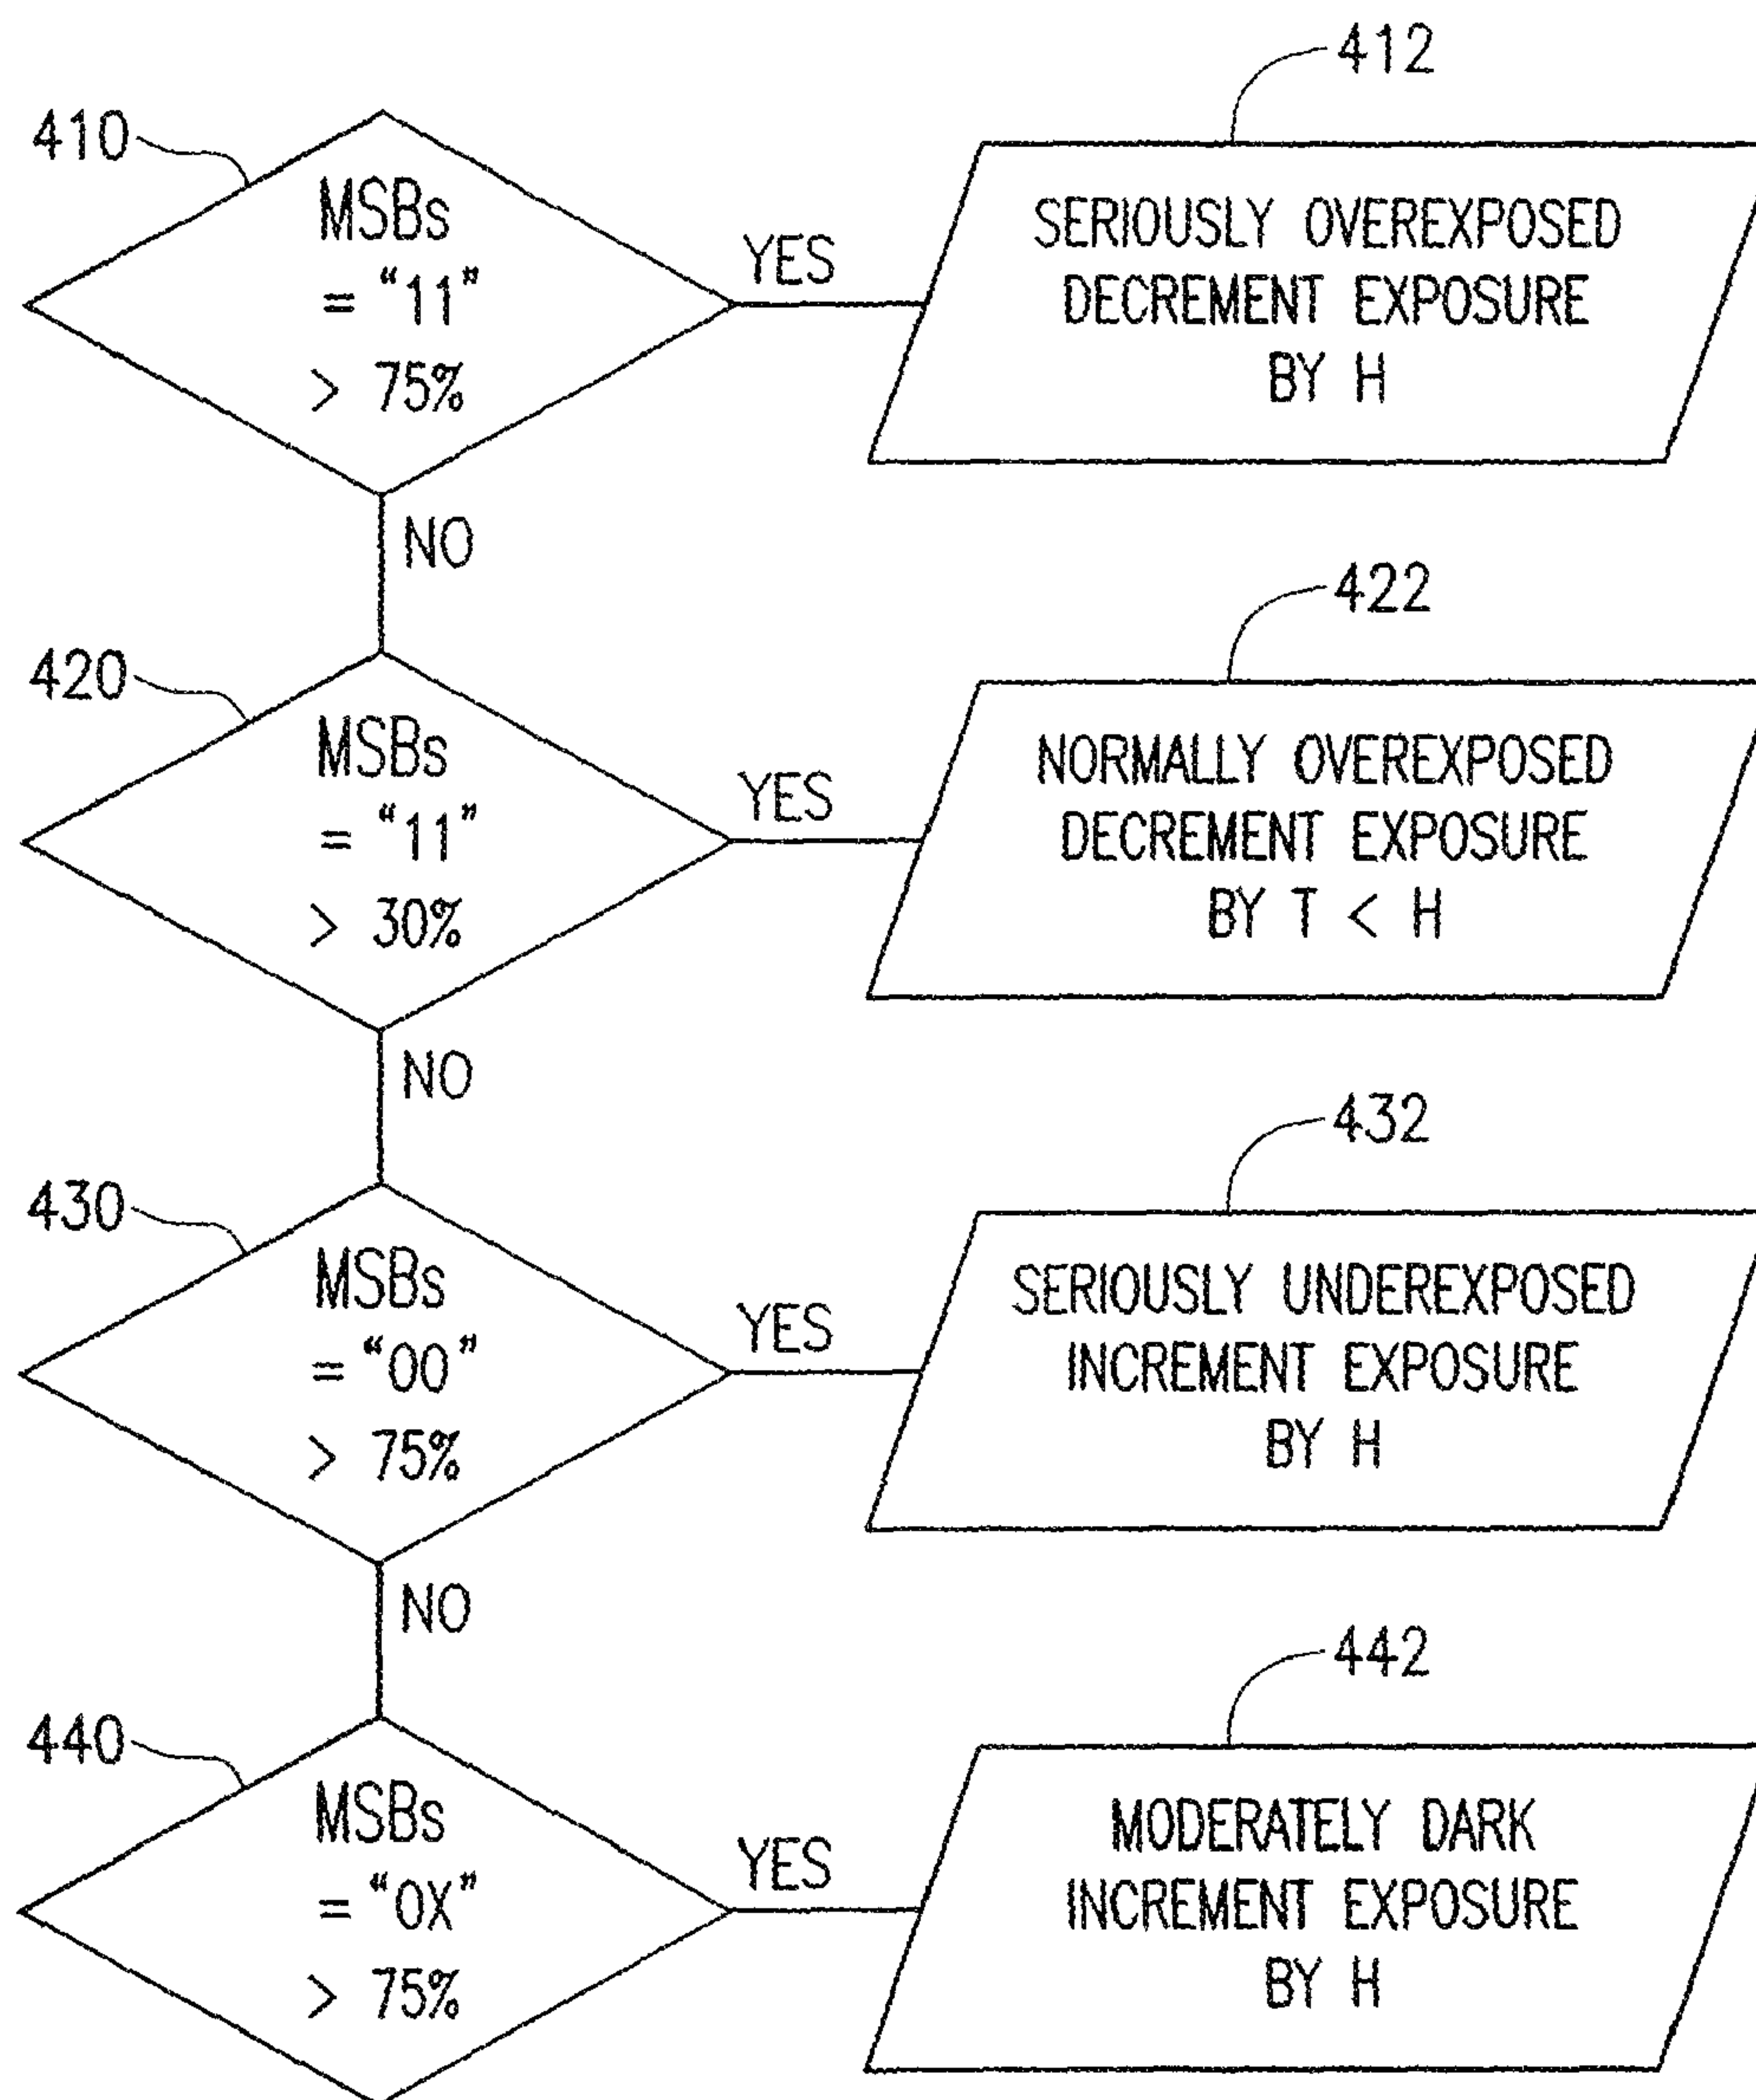 412
410
MSBs
= "11"
> 75%
YES
SERIOUSLY OVEREXPOSED
DECREMENT EXPOSURE
BY H
NO
422
420
MSBs
= "11"
> 30%
YES
NORMALLY OVEREXPOSED
DECREMENT EXPOSURE
BY T < H
NO
432
430
MSBs
= "00"
> 75%
YES
SERIOUSLY UNDEREXPOSED
INCREMENT EXPOSURE
BY H
NO
442
440
MSBs
= "0X"
> 75%
YES
MODERATELY DARK
INCREMENT EXPOSURE
BY H